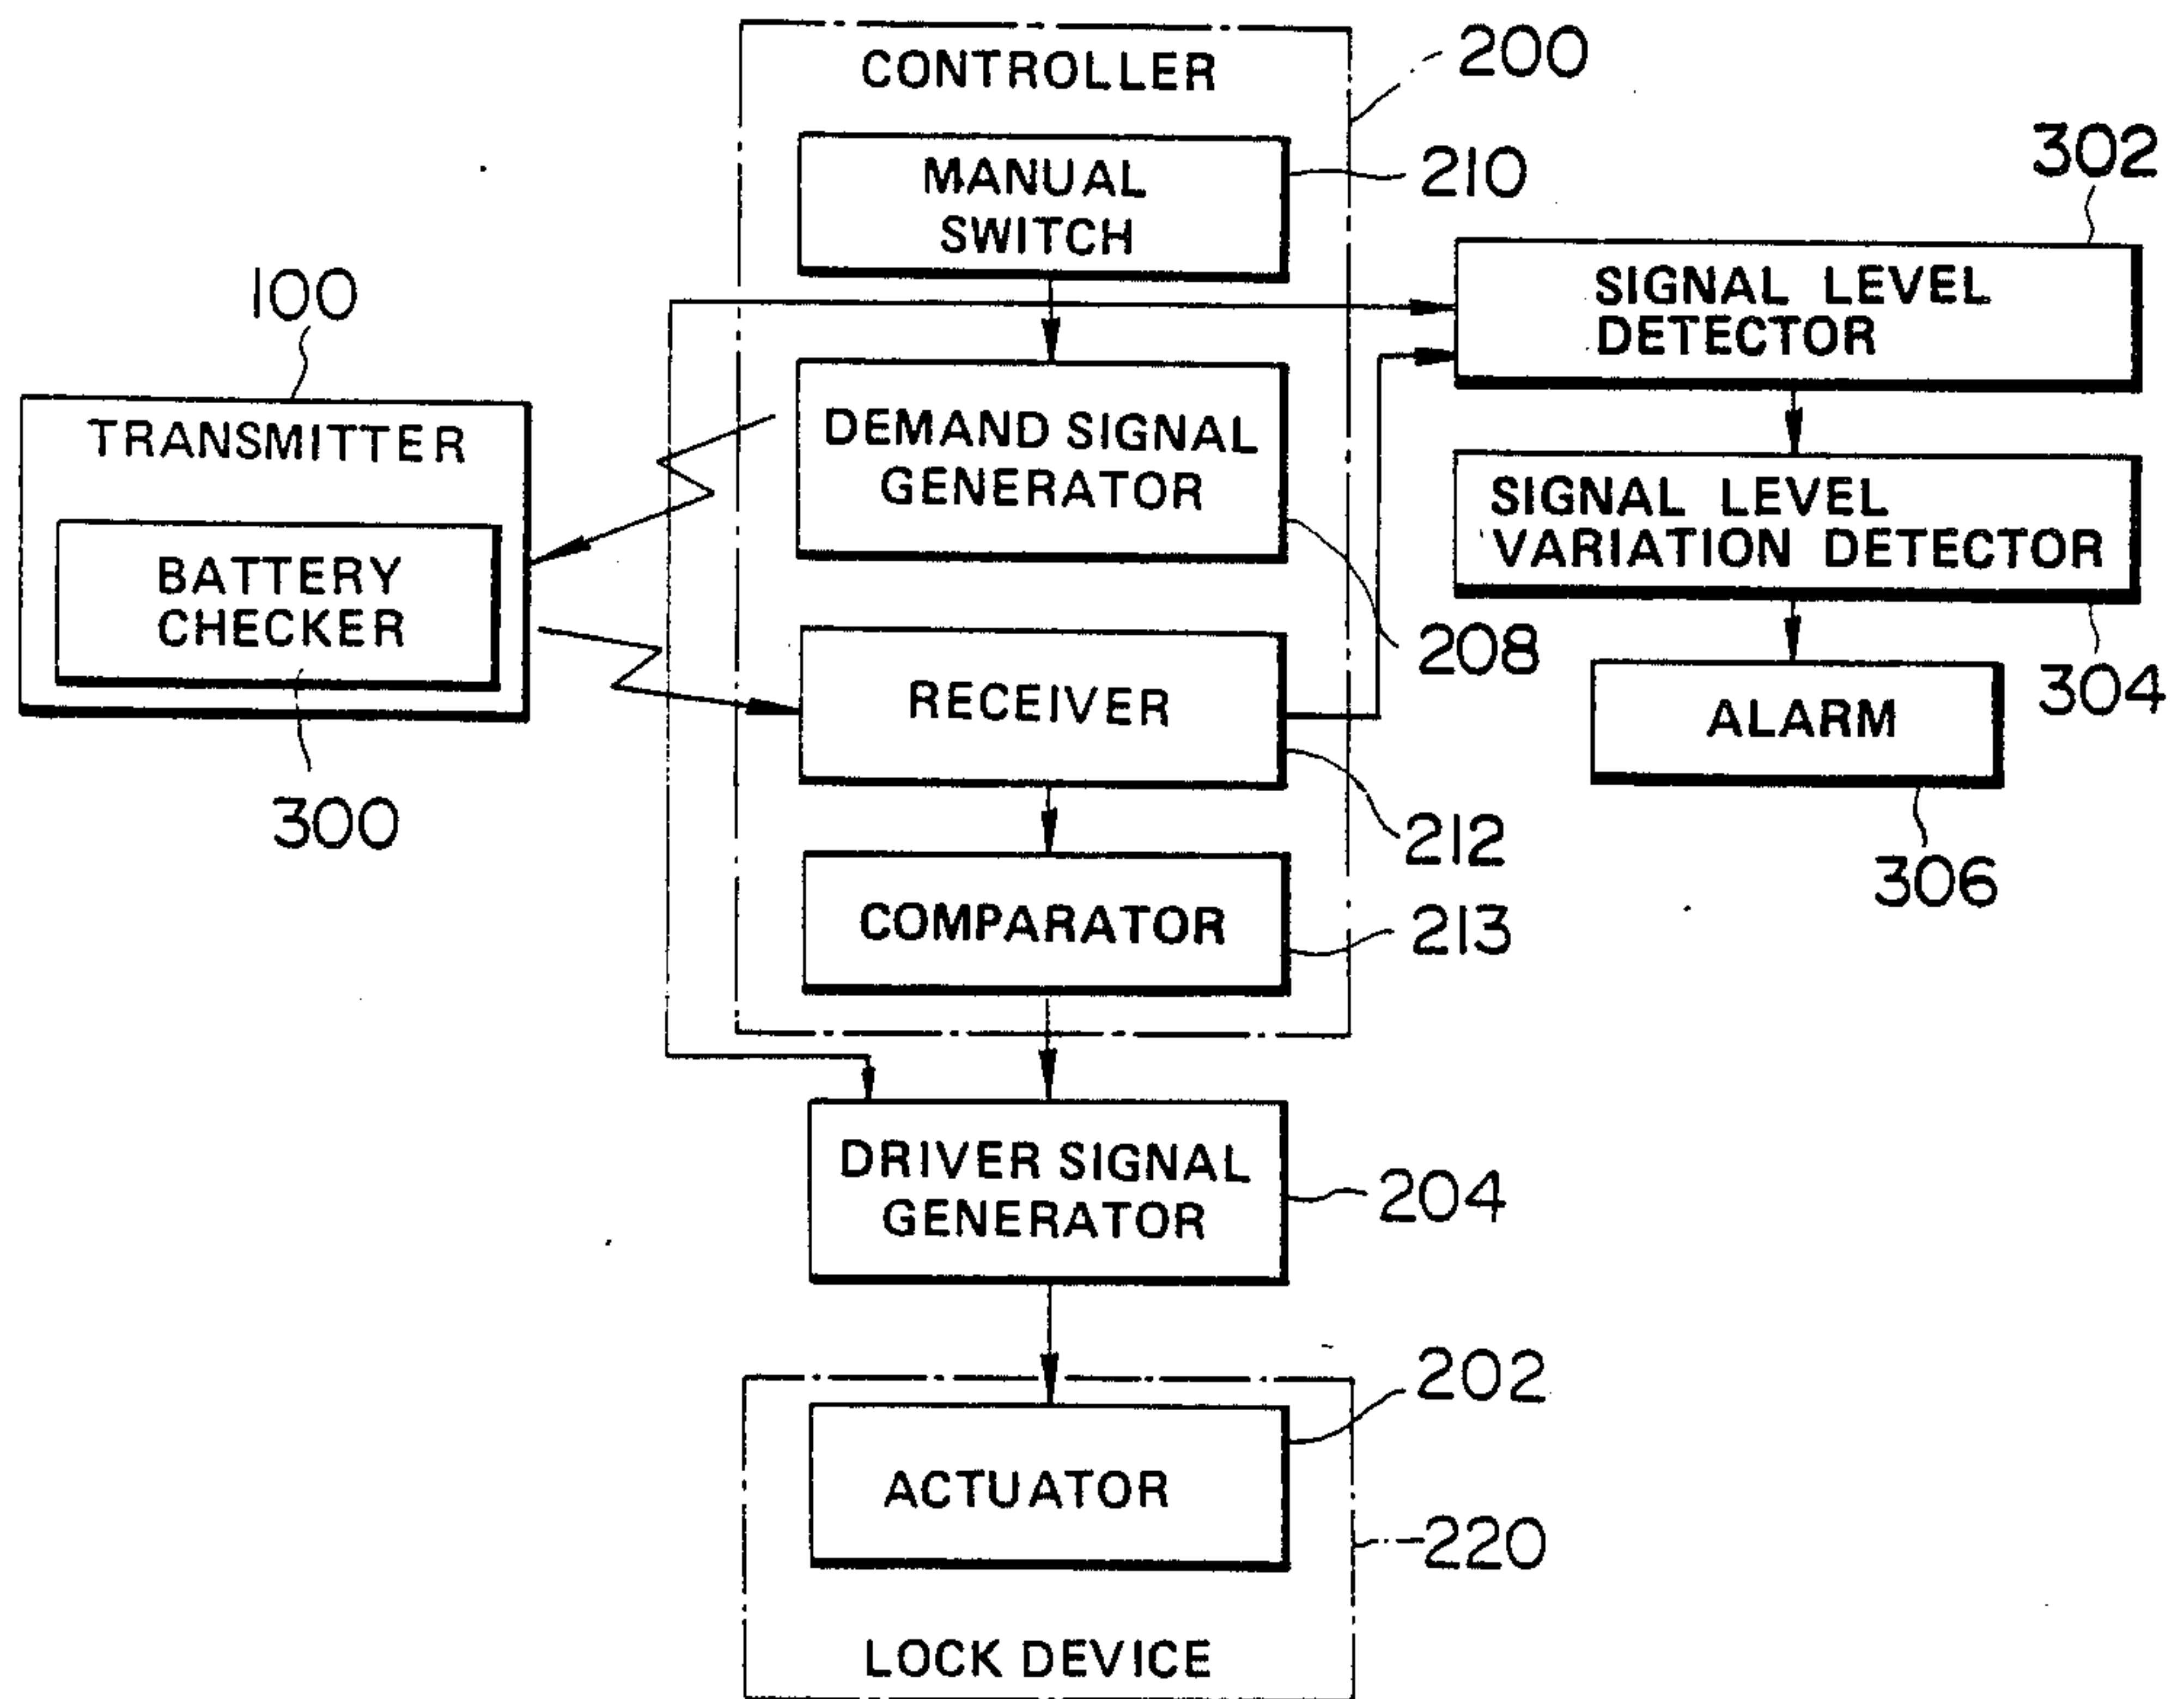 CONTROLLER
200
MANUAL
SWITCH
210
302
SIGNAL LEVEL
DETECTOR
100
TRANSMITTER
BATTERY
CHECKER
300
DEMAND SIGNAL
GENERATOR
208
SIGNAL LEVEL
VARIATION DETECTOR
304
RECEIVER
212
ALARM
306
COMPARATOR
213
DRIVER SIGNAL
GENERATOR
204
202
ACTUATOR
220
LOCK DEVICE